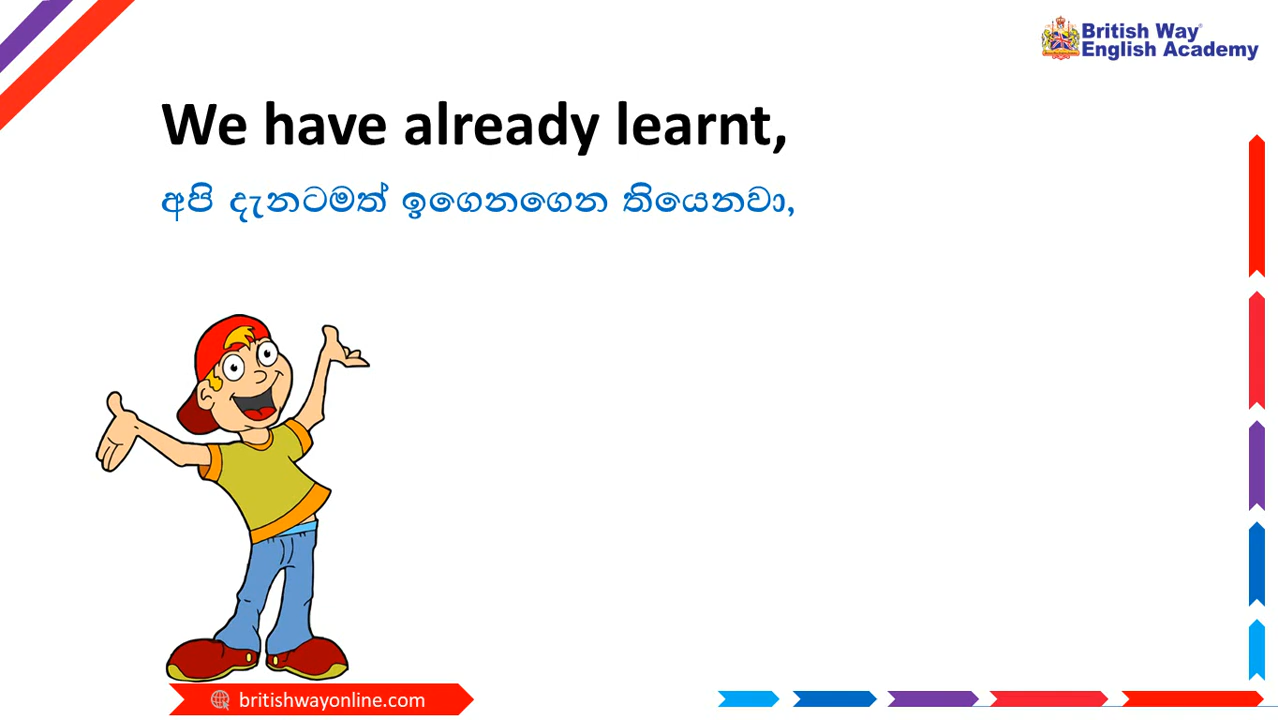 British Way
English Academy
We have already learnt,
අපි දැනටමත් ඉගෙනගෙන තියෙනවා,
britishwayonline.com